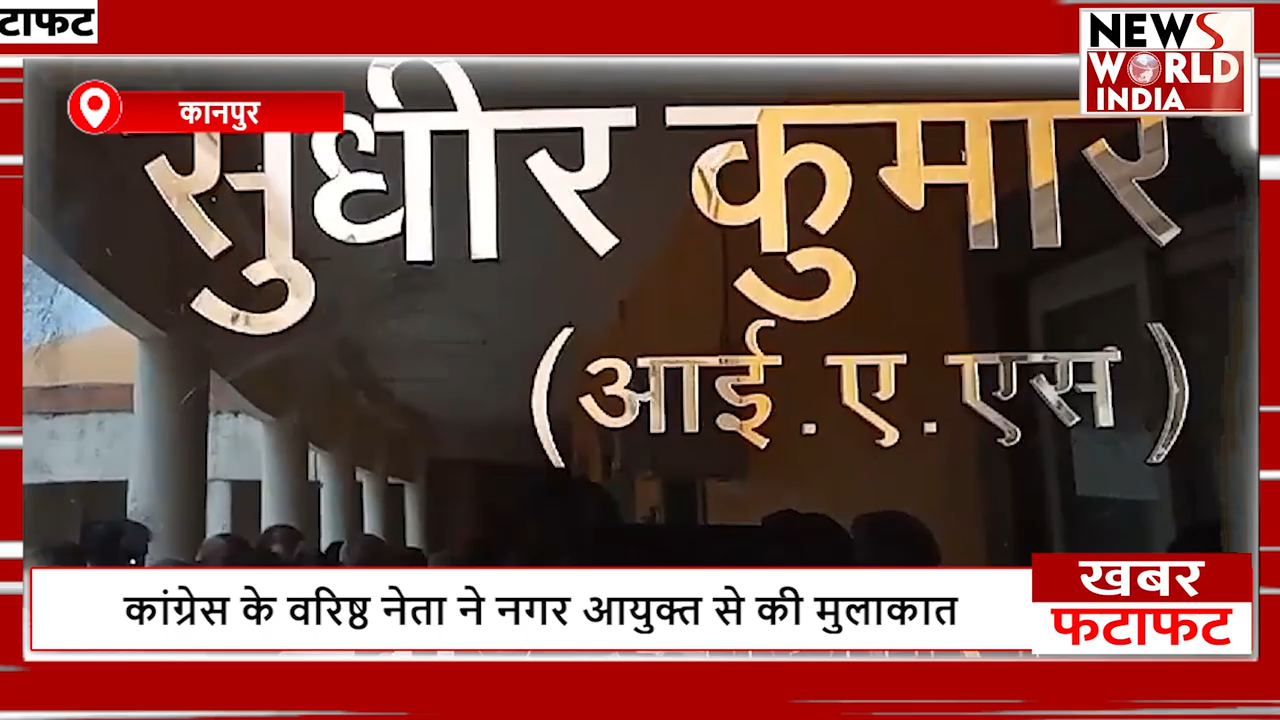 टाफट
NEWS
WORLD
INDIA
कानपुर
सुधीर कुमार
(आई.ए.एस)
कांग्रेस के वरिष्ठ नेता ने नगर आयुक्त से की मुलाकात
खबर
फटाफट